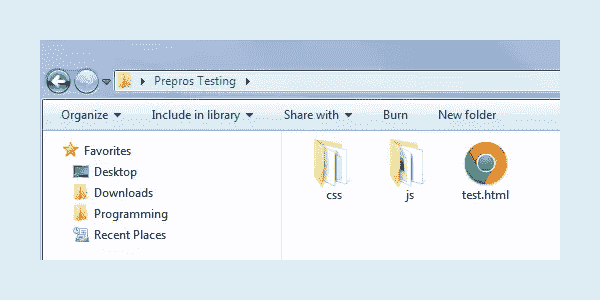 Prepros Testing
Organize Include in library Share with Burn New folder
Favorites
Desktop
Downloads
Programming
Recent Places
css js test.html